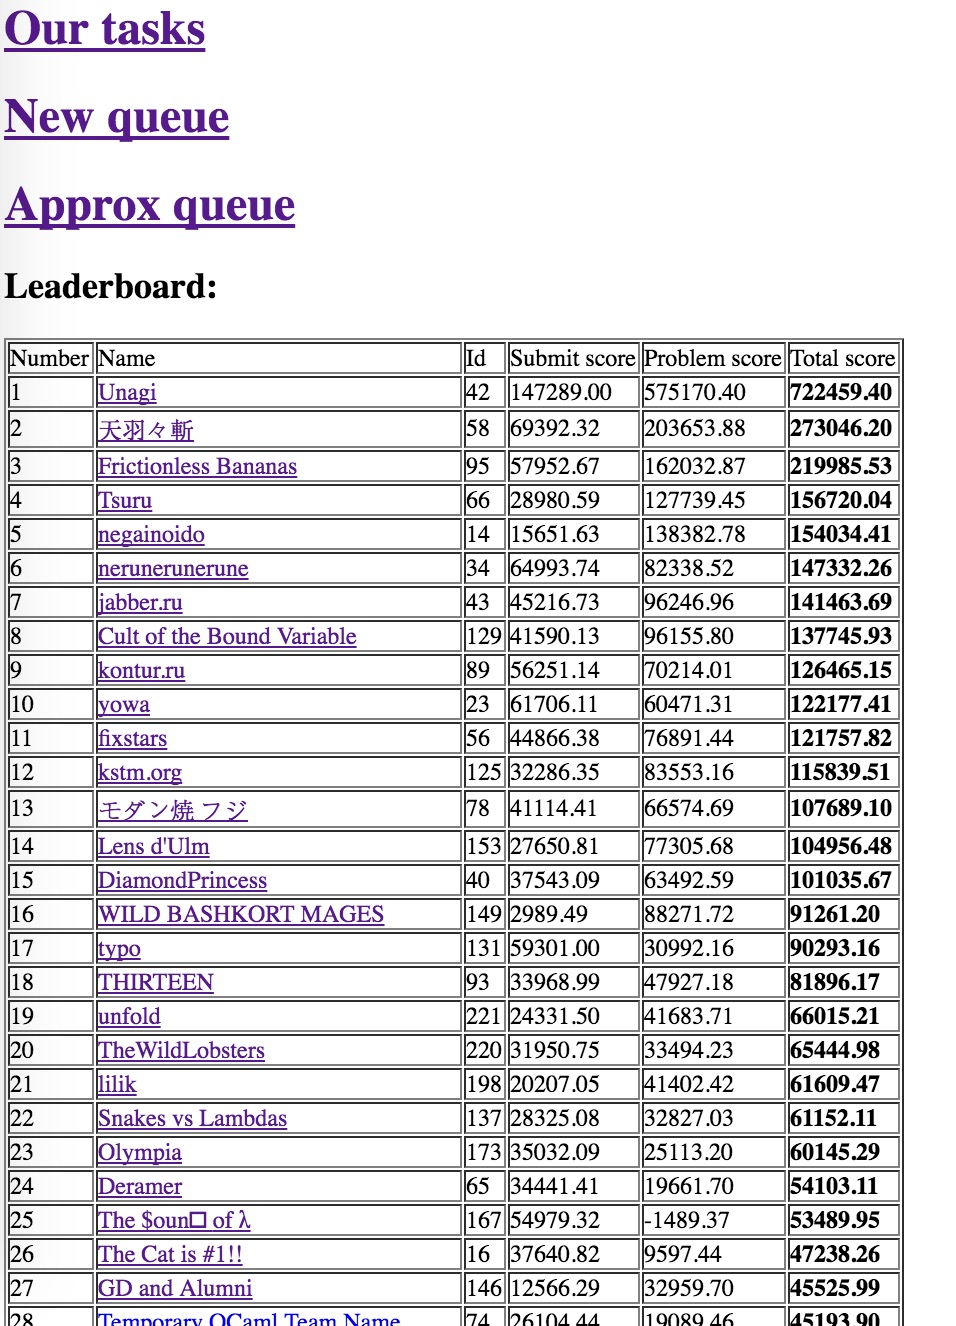 Our tasks
New queue
Approx queue
Leaderboard:
Number Name Id Submit score Problem score Total score
1 Unagi 42 147289.00 575170.40 722459.40
2 天羽々斬 58 69392.32 203653.88 273046.20
3 Frictionless Bananas 95 57952.67 162032.87 219985.53
4 Tsuru 66 28980.59 127739.45 156720.04
5 negainoido 14 15651.63 138382.78 154034.41
6 nerunerunerune 34 64993.74 82338.52 147332.26
7 jabber.ru 43 45216.73 96246.96 141463.69
8 Cult of the Bound Variable 129 41590.13 96155.80 137745.93
9 kontur.ru 89 56251.14 70214.01 126465.15
10 yowa 23 61706.11 60471.31 122177.41
11 fixstars 56 44866.38 76891.44 121757.82
12 kstm.org 125 32286.35 83553.16 115839.51
13 モダン焼 フジ 78 41114.41 66574.69 107689.10
14 Lens d'Ulm 153 27650.81 77305.68 104956.48
15 DiamondPrincess 40 37543.09 63492.59 101035.67
16 WILD BASHKORT MAGES 149 2989.49 88271.72 91261.20
17 typo 131 59301.00 30992.16 90293.16
18 THIRTEEN 93 33968.99 47927.18 81896.17
19 unfold 221 24331.50 41683.71 66015.21
20 TheWildLobsters 220 31950.75 33494.23 65444.98
21 lilik 198 20207.05 41402.42 61609.47
22 Snakes vs Lambdas 137 28325.08 32827.03 61152.11
23 Olympia 173 35032.09 25113.20 60145.29
24 Deramer 65 34441.41 19661.70 54103.11
25 The $oun☐ of λ 167 54979.32 -1489.37 53489.95
26 The Cat is #1!! 16 37640.82 9597.44 47238.26
27 GD and Alumni 146 12566.29 32959.70 45525.99
28 Temporary OCaml Team Name 74 26104.44 19089.46 45193.90